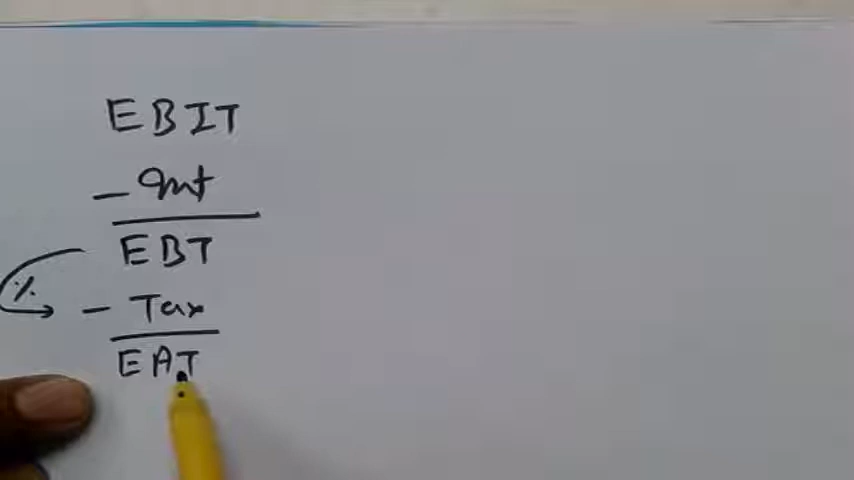 EBIT
- Int
EBT
% - Tax
EAT